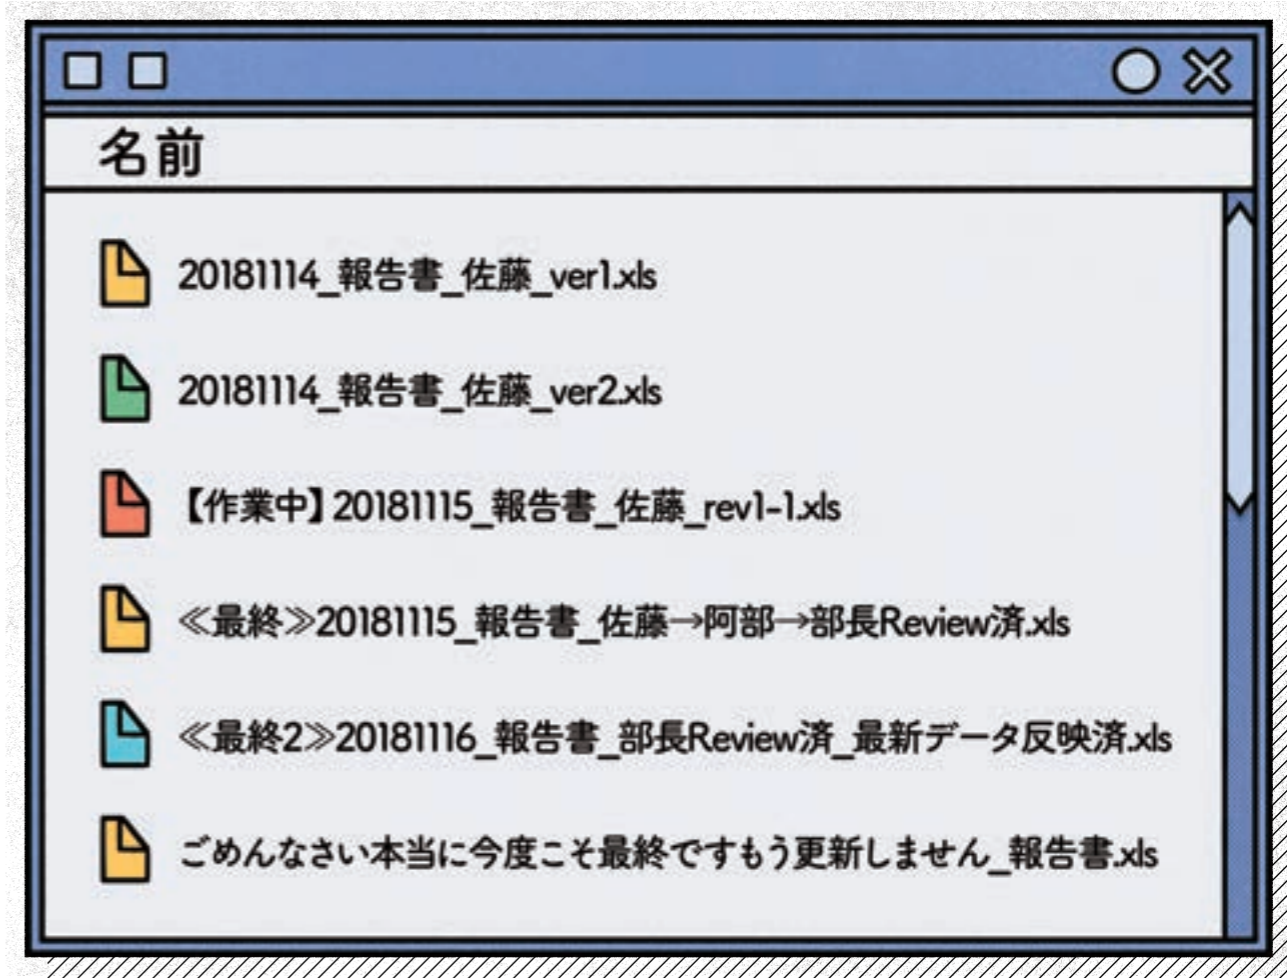 名前
20181114_報告書_佐藤_ver1.xls
20181114_報告書_佐藤_ver2.xls
【作業中】20181115_報告書_佐藤_rev1-1.xls
≪最終≫20181115_報告書_佐藤→阿部→部長Review済.xls
≪最終2≫20181116_報告書_部長Review済_最新データ反映済.xls
ごめんなさい本当に今度こそ最終ですもう更新しません_報告書.xls